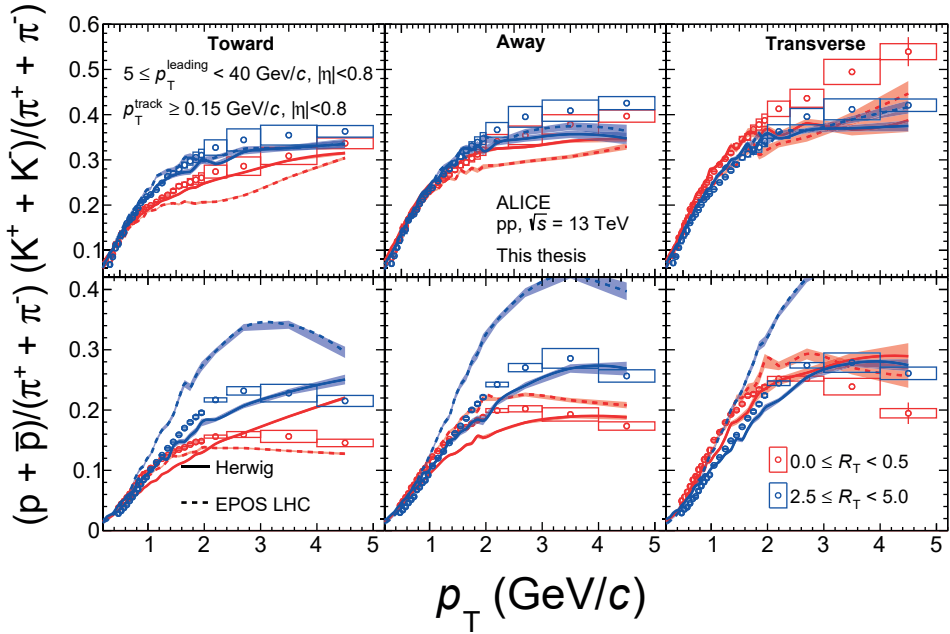 (K⁺ + K⁻)/(π⁺ + π⁻)
0.6
0.5
0.4
0.3
0.2
0.1
Toward
5 ≤ p_T^leading < 40 Gev/c, |η|<0.8
p_T^track ≥ 0.15 GeV/c, |η|<0.8
Away
ALICE
pp, √s = 13 TeV
This thesis
Transverse
(p + p̄)/(π⁺ + π⁻)
0.4
0.3
0.2
0.1
0
Herwig
EPOS LHC
0.0 ≤ R_T < 0.5
2.5 ≤ R_T < 5.0
1 2 3 4 5 1 2 3 4 5 1 2 3 4 5
p_T (GeV/c)